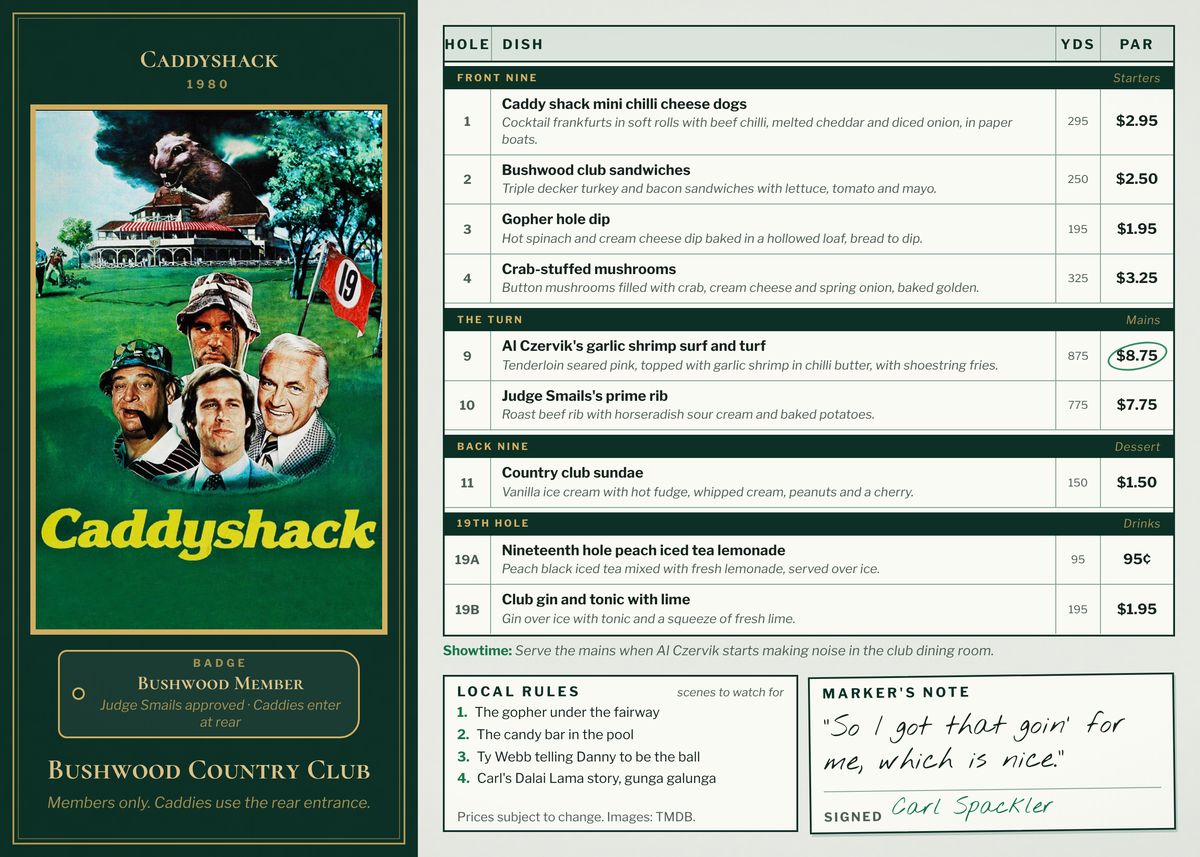 Caddyshack
1980
19
Caddyshack
BADGE
Bushwood Member
Judge Smails approved · Caddies enter
at rear
Bushwood Country Club
Members only. Caddies use the rear entrance.
HOLE DISH YDS PAR
FRONT NINE Starters
1 Caddy shack mini chilli cheese dogs 295 $2.95
Cocktail frankfurts in soft rolls with beef chilli, melted cheddar and diced onion, in paper
boats.
2 Bushwood club sandwiches 250 $2.50
Triple decker turkey and bacon sandwiches with lettuce, tomato and mayo.
3 Gopher hole dip 195 $1.95
Hot spinach and cream cheese dip baked in a hollowed loaf, bread to dip.
4 Crab-stuffed mushrooms 325 $3.25
Button mushrooms filled with crab, cream cheese and spring onion, baked golden.
THE TURN Mains
9 Al Czervik's garlic shrimp surf and turf 875 $8.75
Tenderloin seared pink, topped with garlic shrimp in chilli butter, with shoestring fries.
10 Judge Smails's prime rib 775 $7.75
Roast beef rib with horseradish sour cream and baked potatoes.
BACK NINE Dessert
11 Country club sundae 150 $1.50
Vanilla ice cream with hot fudge, whipped cream, peanuts and a cherry.
19TH HOLE Drinks
19A Nineteenth hole peach iced tea lemonade 95 95¢
Peach black iced tea mixed with fresh lemonade, served over ice.
19B Club gin and tonic with lime 195 $1.95
Gin over ice with tonic and a squeeze of fresh lime.
Showtime: Serve the mains when Al Czervik starts making noise in the club dining room.
LOCAL RULES scenes to watch for
1. The gopher under the fairway
2. The candy bar in the pool
3. Ty Webb telling Danny to be the ball
4. Carl's Dalai Lama story, gunga galunga
Prices subject to change. Images: TMDB.
MARKER'S NOTE
"So I got that goin' for
me, which is nice."
SIGNED Carl Spackler